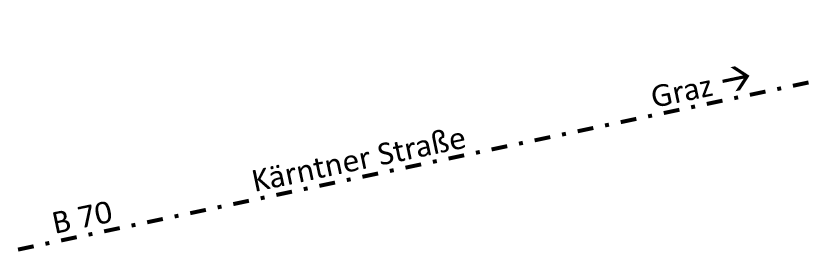 B 70
Kärntner Straße
Graz →